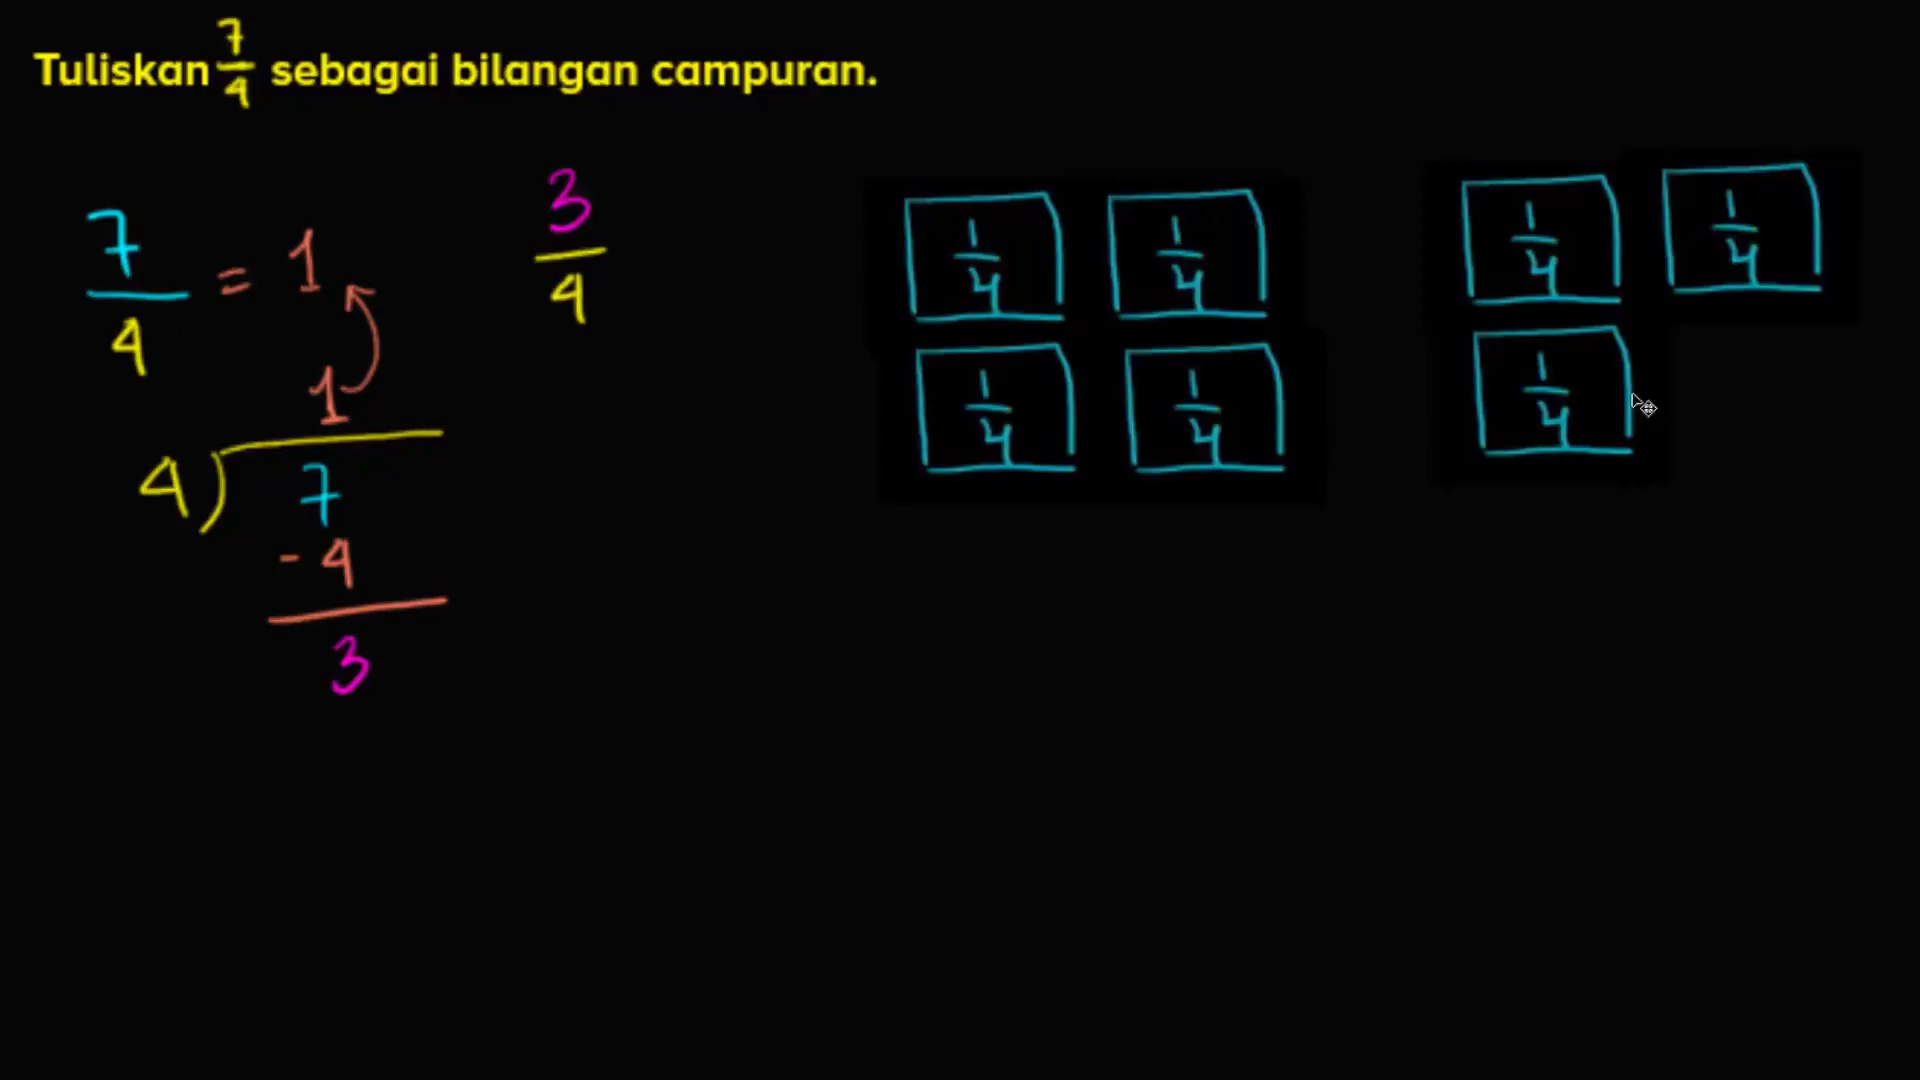 Tuliskan 7/4 sebagai bilangan campuran.
7/4 = 1 3/4
1
4 ) 7
- 4
3
1/4 1/4 1/4 1/4
1/4 1/4 1/4